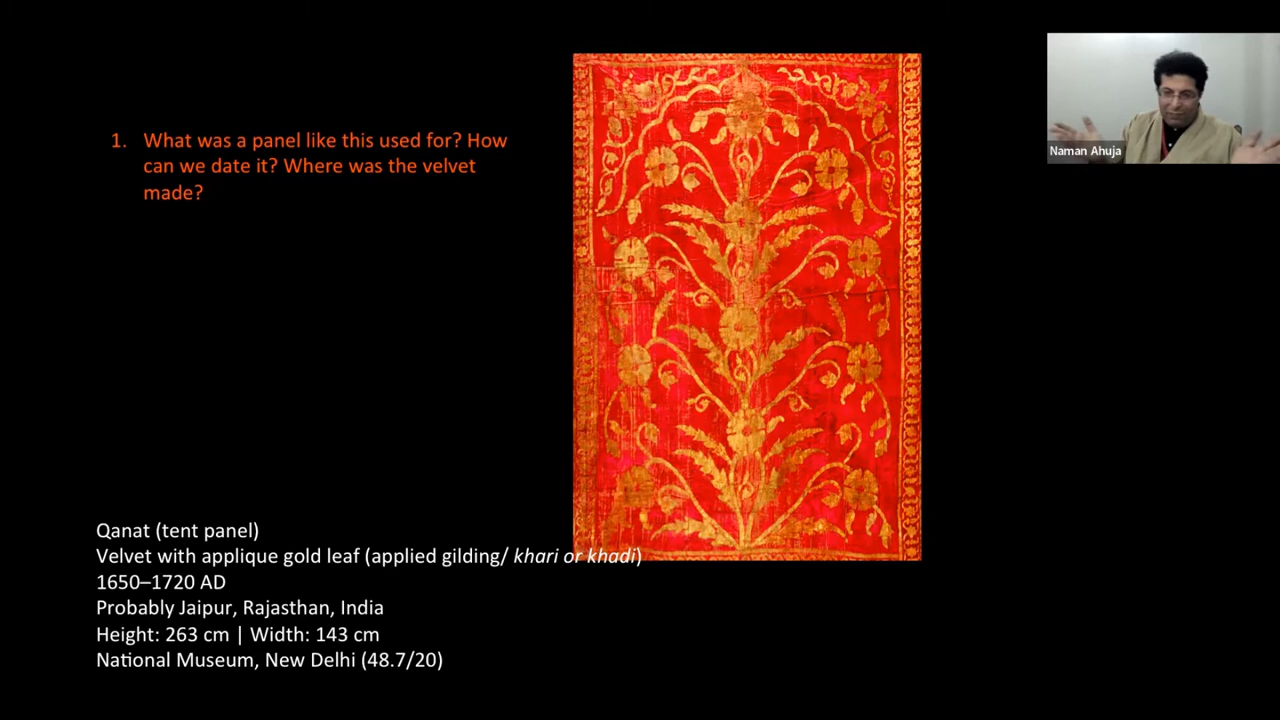 1. What was a panel like this used for? How
can we date it? Where was the velvet
made?
Naman Ahuja
Qanat (tent panel)
Velvet with applique gold leaf (applied gilding/ khari or khadi)
1650–1720 AD
Probably Jaipur, Rajasthan, India
Height: 263 cm | Width: 143 cm
National Museum, New Delhi (48.7/20)